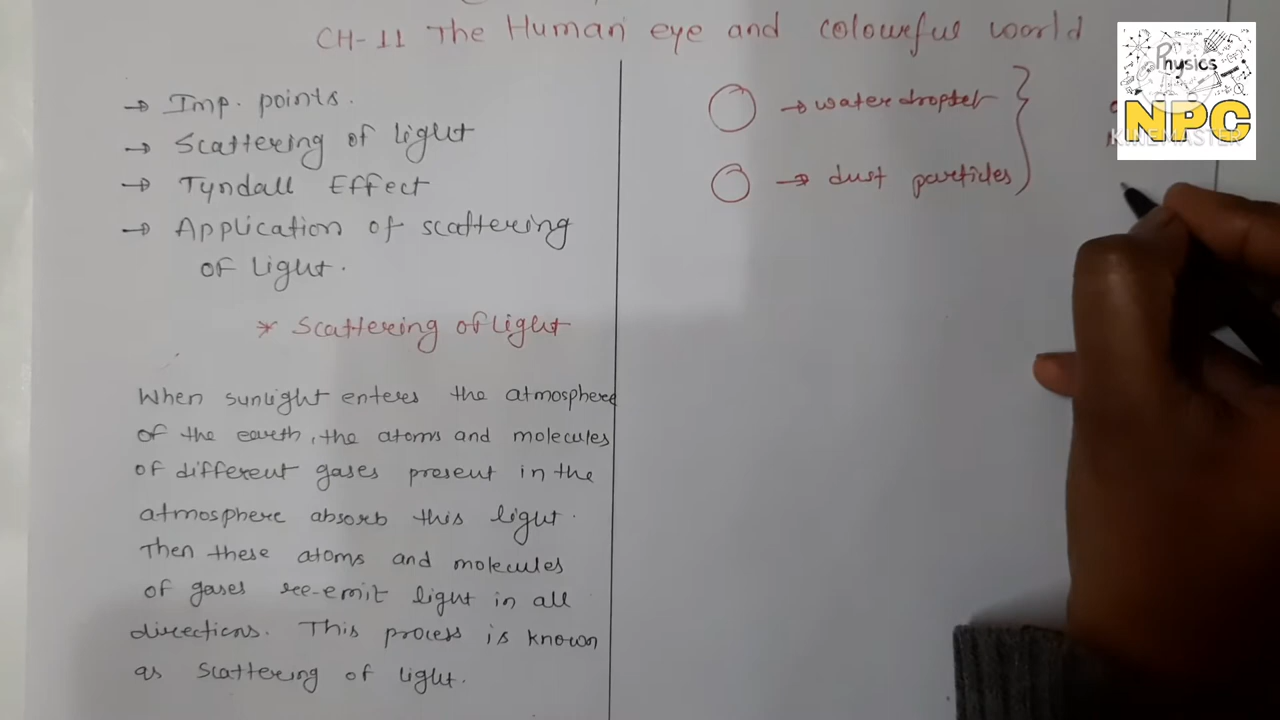 CH-11 The Human eye and colourful world
→ Imp. points.
→ Scattering of light
→ Tyndall Effect
→ Application of scattering
of light.
* Scattering of light
When sunlight enteres the atmosphere
of the earth, the atoms and molecules
of different gases present in the
atmosphere absorb this light.
Then these atoms and molecules
of gases re-emit light in all
directions. This process is known
as scattering of light.
→ water droplet
→ dust particles
Physics
NPC
KINEMASTER